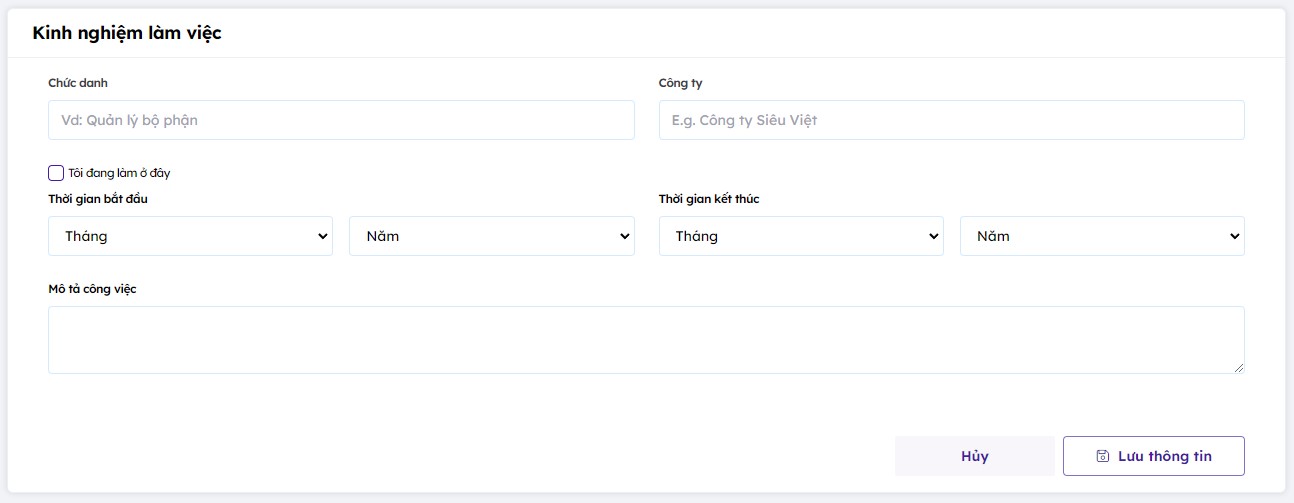 Kinh nghiệm làm việc
Chức danh
Công ty
Vd: Quản lý bộ phận
E.g. Công ty Siêu Việt
Tôi đang làm ở đây
Thời gian bắt đầu
Thời gian kết thúc
Tháng
Năm
Tháng
Năm
Mô tả công việc
Hủy
Lưu thông tin